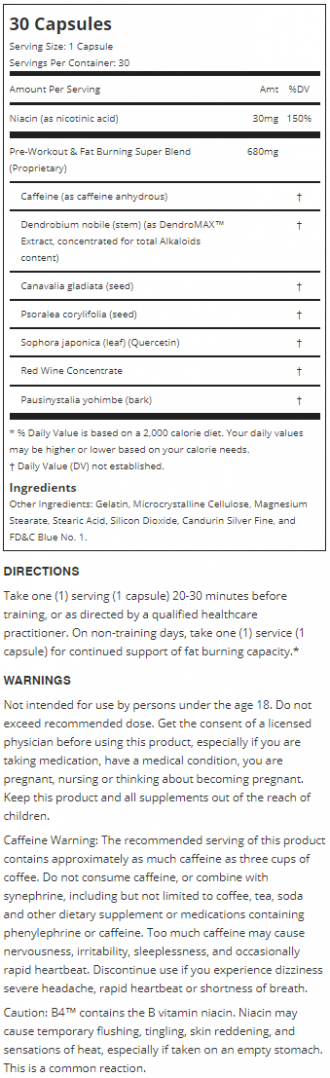 30 Capsules
Serving Size: 1 Capsule
Servings Per Container: 30
Amount Per Serving Amt %DV
Niacin (as nicotinic acid) 30mg 150%
Pre-Workout & Fat Burning Super Blend 680mg
(Proprietary)
Caffeine (as caffeine anhydrous) †
Dendrobium nobile (stem) (as DendroMAX™ †
Extract, concentrated for total Alkaloids
content)
Canavalia gladiata (seed) †
Psoralea corylifolia (seed) †
Sophora japonica (leaf) (Quercetin) †
Red Wine Concentrate †
Pausinystalia yohimbe (bark) †
* % Daily Value is based on a 2,000 calorie diet. Your daily values
may be higher or lower based on your calorie needs.
† Daily Value (DV) not established.
Ingredients
Other Ingredients: Gelatin, Microcrystalline Cellulose, Magnesium
Stearate, Stearic Acid, Silicon Dioxide, Candurin Silver Fine, and
FD&C Blue No. 1.
DIRECTIONS
Take one (1) serving (1 capsule) 20-30 minutes before
training, or as directed by a qualified healthcare
practitioner. On non-training days, take one (1) service (1
capsule) for continued support of fat burning capacity.*
WARNINGS
Not intended for use by persons under the age 18. Do not
exceed recommended dose. Get the consent of a licensed
physician before using this product, especially if you are
taking medication, have a medical condition, you are
pregnant, nursing or thinking about becoming pregnant.
Keep this product and all supplements out of the reach of
children.
Caffeine Warning: The recommended serving of this product
contains approximately as much caffeine as three cups of
coffee. Do not consume caffeine, or combine with
synephrine, including but not limited to coffee, tea, soda
and other dietary supplement or medications containing
phenylephrine or caffeine. Too much caffeine may cause
nervousness, irritability, sleeplessness, and occasionally
rapid heartbeat. Discontinue use if you experience dizziness
severe headache, rapid heartbeat or shortness of breath.
Caution: B4™ contains the B vitamin niacin. Niacin may
cause temporary flushing, tingling, skin reddening, and
sensations of heat, especially if taken on an empty stomach.
This is a common reaction.